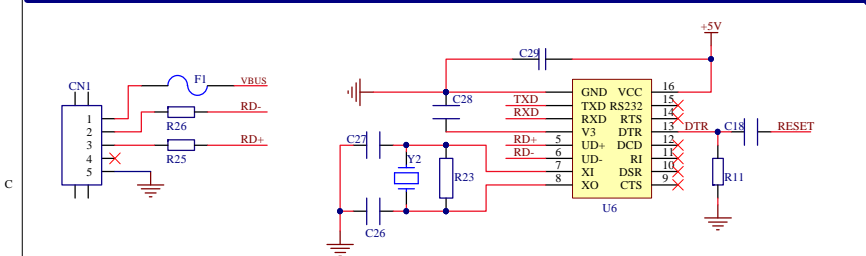 +5V
C29
CN1
F1
VBUS
1
2
3
4
5
R26
RD-
R25
RD+
C28
TXD
RXD
GND VCC 16
TXD RS232 15
RXD RTS 14
V3 DTR 13
5 UD+ DCD 12
6 UD- RI 11
7 XI DSR 10
8 XO CTS 9
RD+
RD-
DTR
C18
RESET
C27
Y2
R23
R11
C26
U6
C